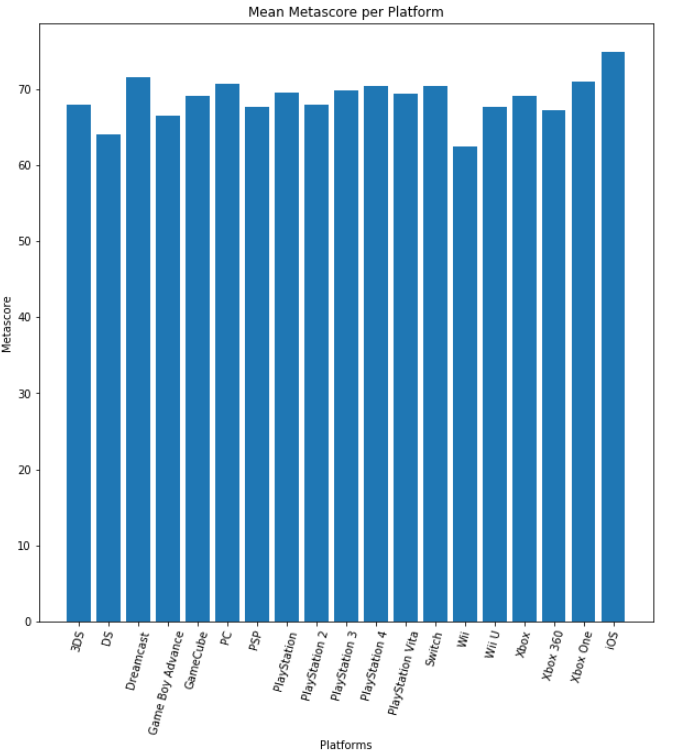 Mean Metascore per Platform
Metascore
70
60
50
40
30
20
10
0
3DS
DS
Dreamcast
Game Boy Advance
GameCube
PC
PSP
PlayStation
PlayStation 2
PlayStation 3
PlayStation 4
PlayStation Vita
Switch
Wii
Wii U
Xbox
Xbox 360
Xbox One
iOS
Platforms